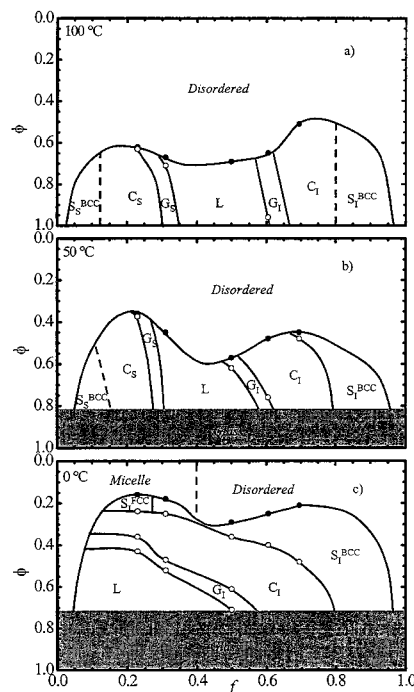 0.0
100 °C
a)
0.2
Disordered
0.4
ϕ
0.6
0.8
S_S^BCC
C_S
G_S
L
G_I
C_I
S_I^BCC
1.0
0.0
50 °C
b)
0.2
Disordered
ϕ
0.4
G_S
0.6
C_S
C_I
0.8
S_S^BCC
L
G_I
S_I^BCC
1.0
0.0
0 °C
Micelle
Disordered
c)
0.2
S_I^FCC
0.4
S_I^BCC
ϕ
0.6
L
G_I
C_I
0.8
1.0
0.0 0.2 0.4 f 0.6 0.8 1.0